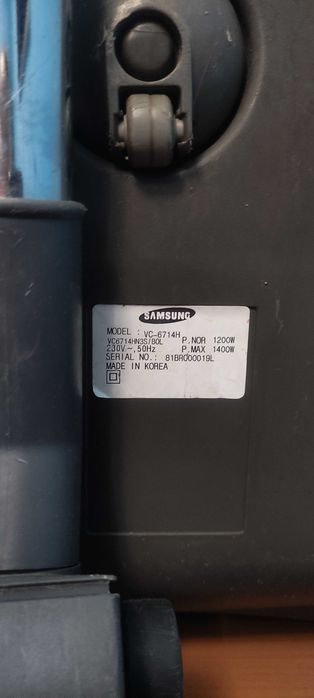 SAMSUNG
MODEL : VC-6714H
VC6714HN3S/BOL P.NOR 1200W
230V~,50Hz P.MAX 1400W
SERIAL NO.: 81BR000019L
MADE IN KOREA